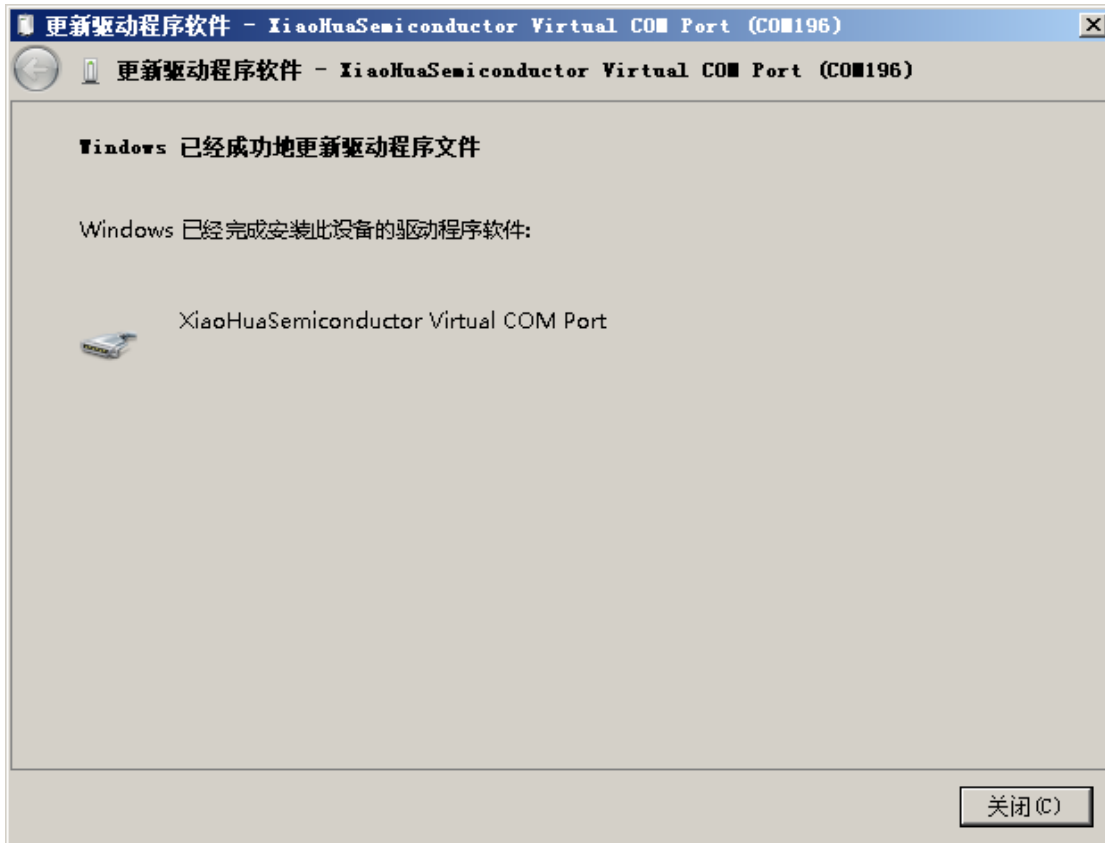 更新驱动程序软件 - XiaoHuaSemiconductor Virtual COM Port (COM196)
更新驱动程序软件 - XiaoHuaSemiconductor Virtual COM Port (COM196)
Windows 已经成功地更新驱动程序文件
Windows 已经完成安装此设备的驱动程序软件:
XiaoHuaSemiconductor Virtual COM Port
关闭(C)